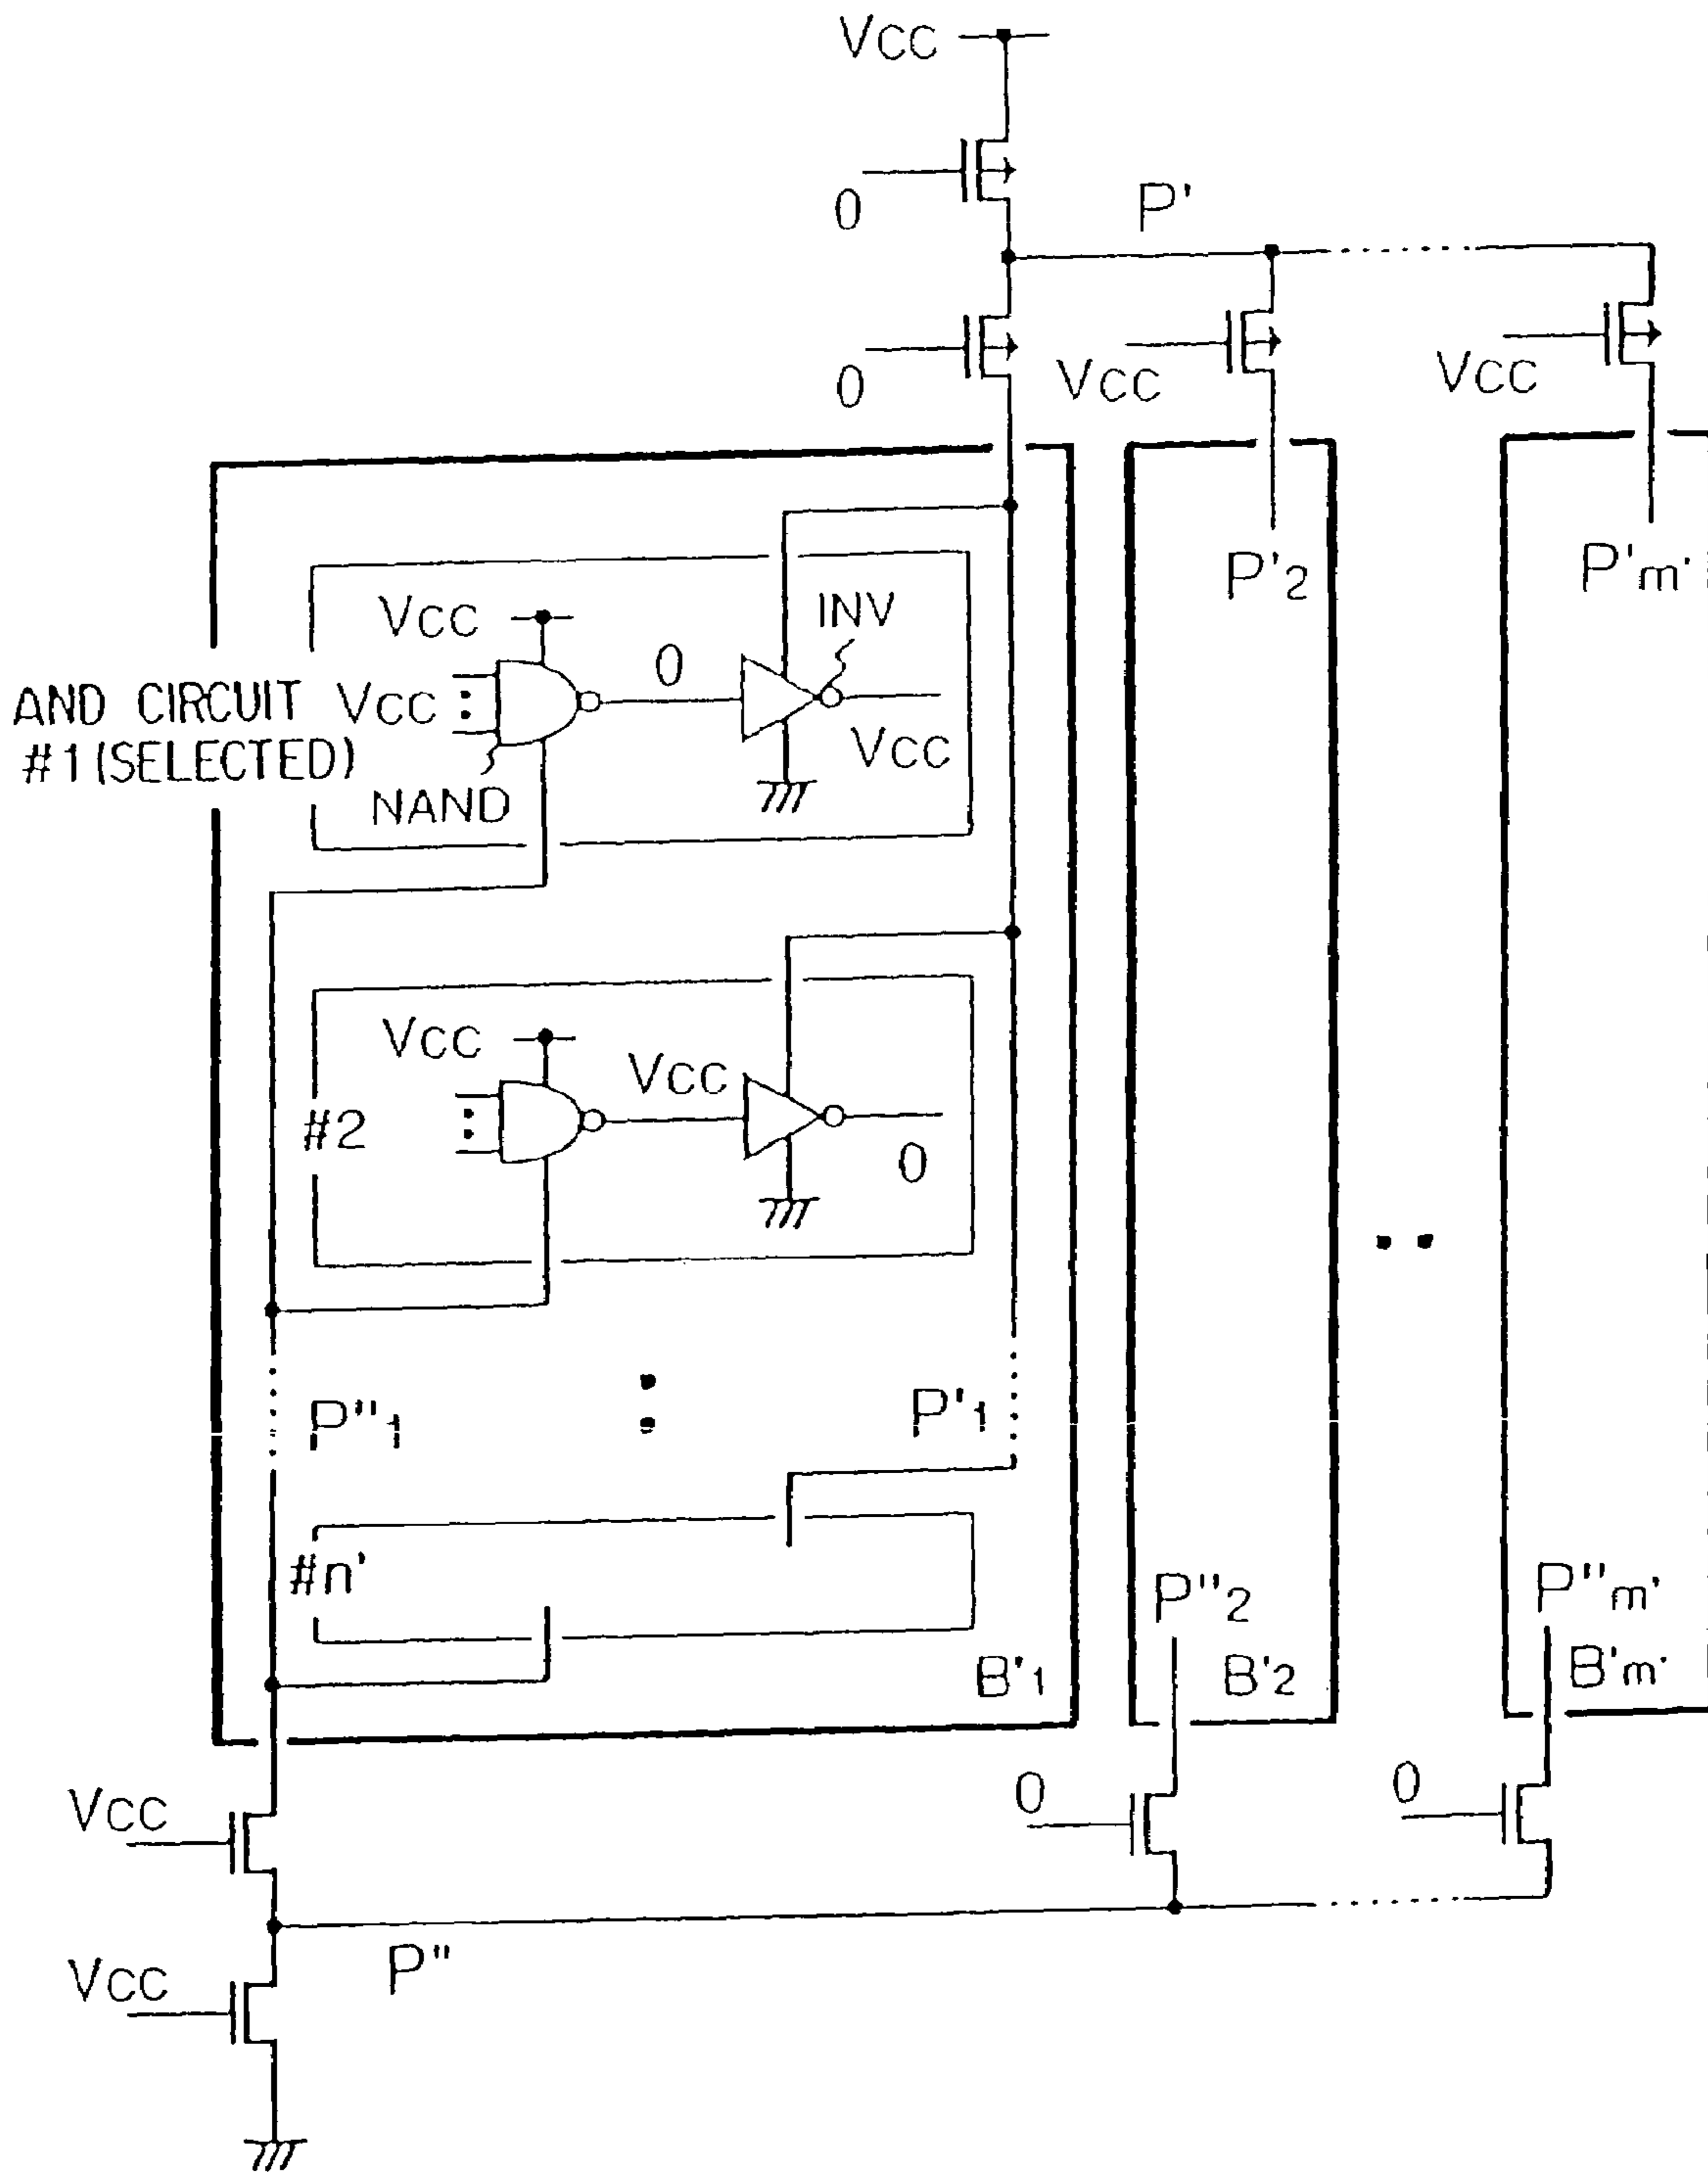 VCC
0
P'
0
VCC
VCC
P'2
P'm'
VCC
INV
0
AND CIRCUIT
#1(SELECTED)
VCC
VCC
NAND
VCC
VCC
#2
0
P"1
P'1
#n'
P"2
P"m'
B'1
B'2
B'm'
VCC
0
0
P"
VCC